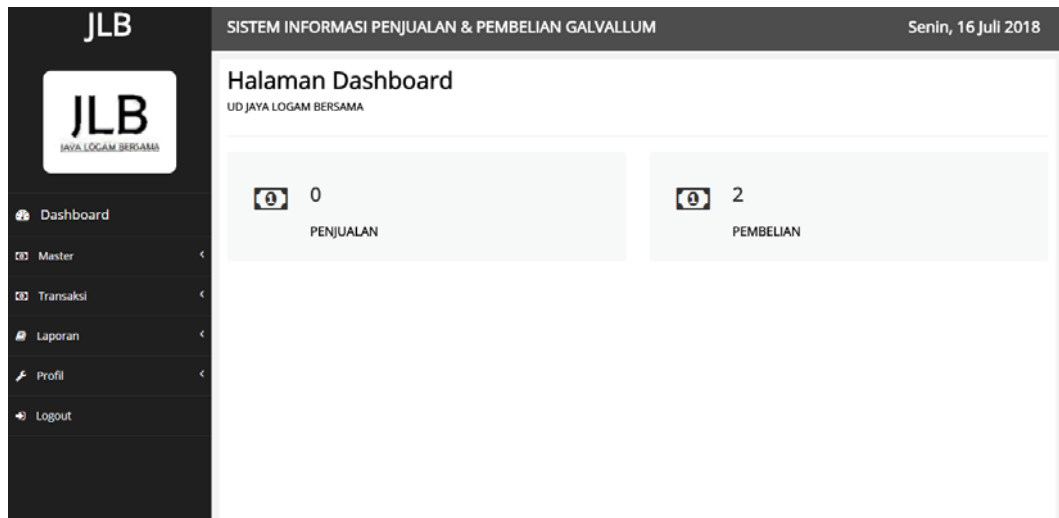 JLB
SISTEM INFORMASI PENJUALAN & PEMBELIAN GALVALLUM
Senin, 16 Juli 2018
JLB
JAYA LOGAM BERSAMA
Dashboard
Master
Transaksi
Laporan
Profil
Logout
Halaman Dashboard
UD JAYA LOGAM BERSAMA
0
PENJUALAN
2
PEMBELIAN